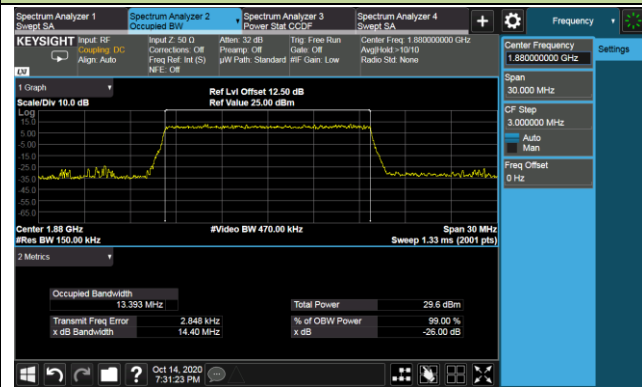 Spectrum Analyzer 1
Swept SA
Spectrum Analyzer 2
Occupied BW
Spectrum Analyzer 3
Power Stat CCDF
Spectrum Analyzer 4
Swept SA
+
Frequency
KEYSIGHT
Input: RF
Coupling: DC
Align: Auto
Input Z: 50 Ω
Corrections: Off
Freq Ref: Int (S)
NFE: Off
Atten: 32 dB
Preamp: Off
µW Path: Standard
Trig: Free Run
Gate: Off
#IF Gain: Low
Center Freq: 1.880000000 GHz
Avg|Hold:>10/10
Radio Std: None
LXI
Center Frequency
1.880000000 GHz
Settings
Span
30.000 MHz
CF Step
3.000000 MHz
Auto
Man
Freq Offset
0 Hz
1 Graph
Scale/Div 10.0 dB
Ref Lvl Offset 12.50 dB
Ref Value 25.00 dBm
Log
15.0
5.00
-5.00
-15.0
-25.0
-35.0
-45.0
-55.0
-65.0
Center 1.88 GHz
#Res BW 150.00 kHz
#Video BW 470.00 kHz
Span 30 MHz
Sweep 1.33 ms (2001 pts)
2 Metrics
Occupied Bandwidth
13.393 MHz
Total Power
29.6 dBm
Transmit Freq Error
2.848 kHz
% of OBW Power
99.00 %
x dB Bandwidth
14.40 MHz
x dB
-26.00 dB
?
Oct 14, 2020
7:31:23 PM